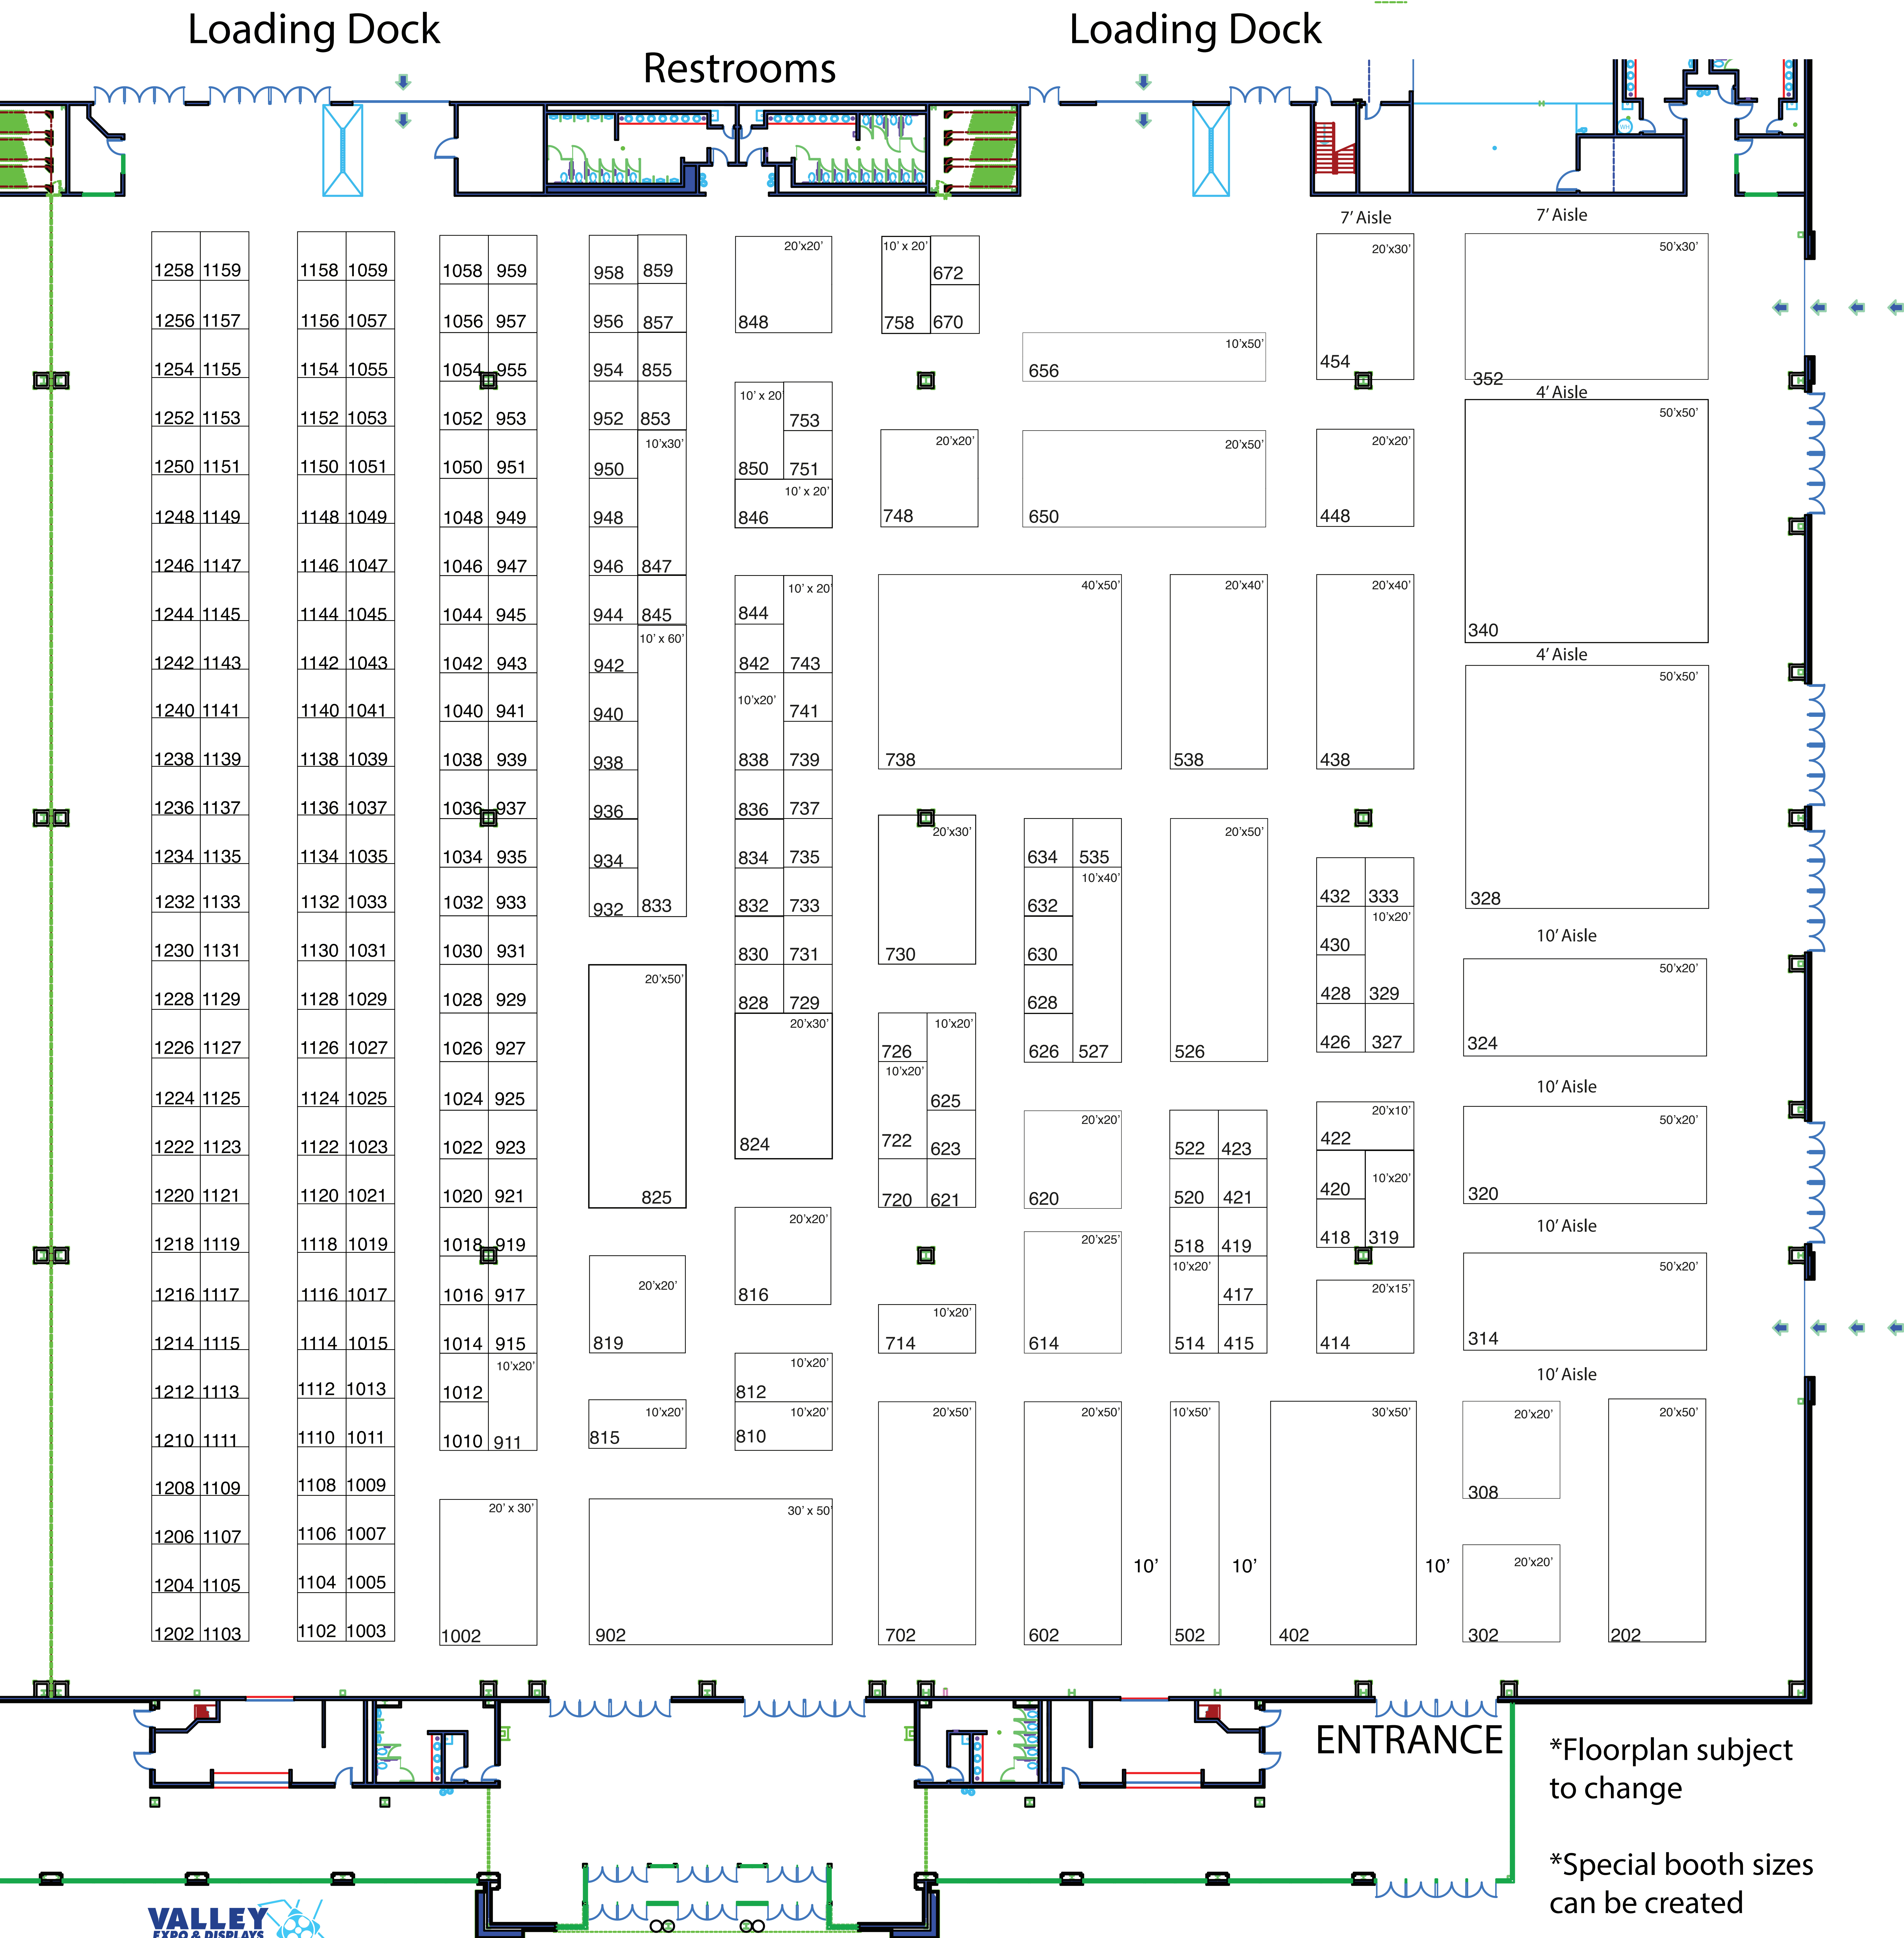 Loading Dock
Loading Dock
Restrooms
7' Aisle
7' Aisle
1258 1159
1158 1059
1058 959
958 859
20'x20'
848
10' x 20'
758
672
670
20'x30'
454
50'x30'
352
1256 1157
1156 1057
1056 957
956 857
10'x50'
656
1254 1155
1154 1055
1054 955
954 855
4' Aisle
1252 1153
1152 1053
1052 953
952 853
10' x 20'
850
753
751
50'x50'
340
1250 1151
1150 1051
1050 951
950
10'x30'
847
20'x20'
748
20'x50'
650
20'x20'
448
1248 1149
1148 1049
1048 949
948
10' x 20'
846
1246 1147
1146 1047
1046 947
946
1244 1145
1144 1045
1044 945
944 845
844
10' x 20'
743
40'x50'
738
20'x40'
538
20'x40'
438
4' Aisle
1242 1143
1142 1043
1042 943
942
10' x 60'
833
842
50'x50'
328
1240 1141
1140 1041
1040 941
940
10'x20'
838
741
1238 1139
1138 1039
1038 939
938
739
1236 1137
1136 1037
1036 937
936
836 737
20'x30'
730
1234 1135
1134 1035
1034 935
934
834 735
634 535
20'x50'
526
1232 1133
1132 1033
1032 933
932
832 733
632
10'x40'
527
432 333
1230 1131
1130 1031
1030 931
830 731
630
430
10'x20'
329
10' Aisle
1228 1129
1128 1029
1028 929
20'x50'
825
828 729
628
428
50'x20'
324
1226 1127
1126 1027
1026 927
20'x30'
824
726
10'x20'
625
626
426 327
10' Aisle
1224 1125
1124 1025
1024 925
10'x20'
722
1222 1123
1122 1023
1022 923
623
20'x20'
620
522 423
20'x10'
422
50'x20'
320
1220 1121
1120 1021
1020 921
720 621
520 421
420
10'x20'
319
10' Aisle
1218 1119
1118 1019
1018 919
20'x20'
816
20'x25'
614
518 419
418
1216 1117
1116 1017
1016 917
20'x20'
819
10'x20'
514
417
20'x15'
414
50'x20'
314
1214 1115
1114 1015
1014 915
10'x20'
714
415
10' Aisle
1212 1113
1112 1013
1012
10'x20'
911
10'x20'
812
1210 1111
1110 1011
1010
10'x20'
815
10'x20'
810
20'x50'
702
20'x50'
602
10'x50'
502
30'x50'
402
20'x20'
308
20'x50'
202
1208 1109
1108 1009
1206 1107
1106 1007
20' x 30'
1002
30' x 50'
902
10'
10'
10'
20'x20'
302
1204 1105
1104 1005
1202 1103
1102 1003
ENTRANCE
*Floorplan subject
to change
*Special booth sizes
can be created
VALLEY
EXPO & DISPLAYS